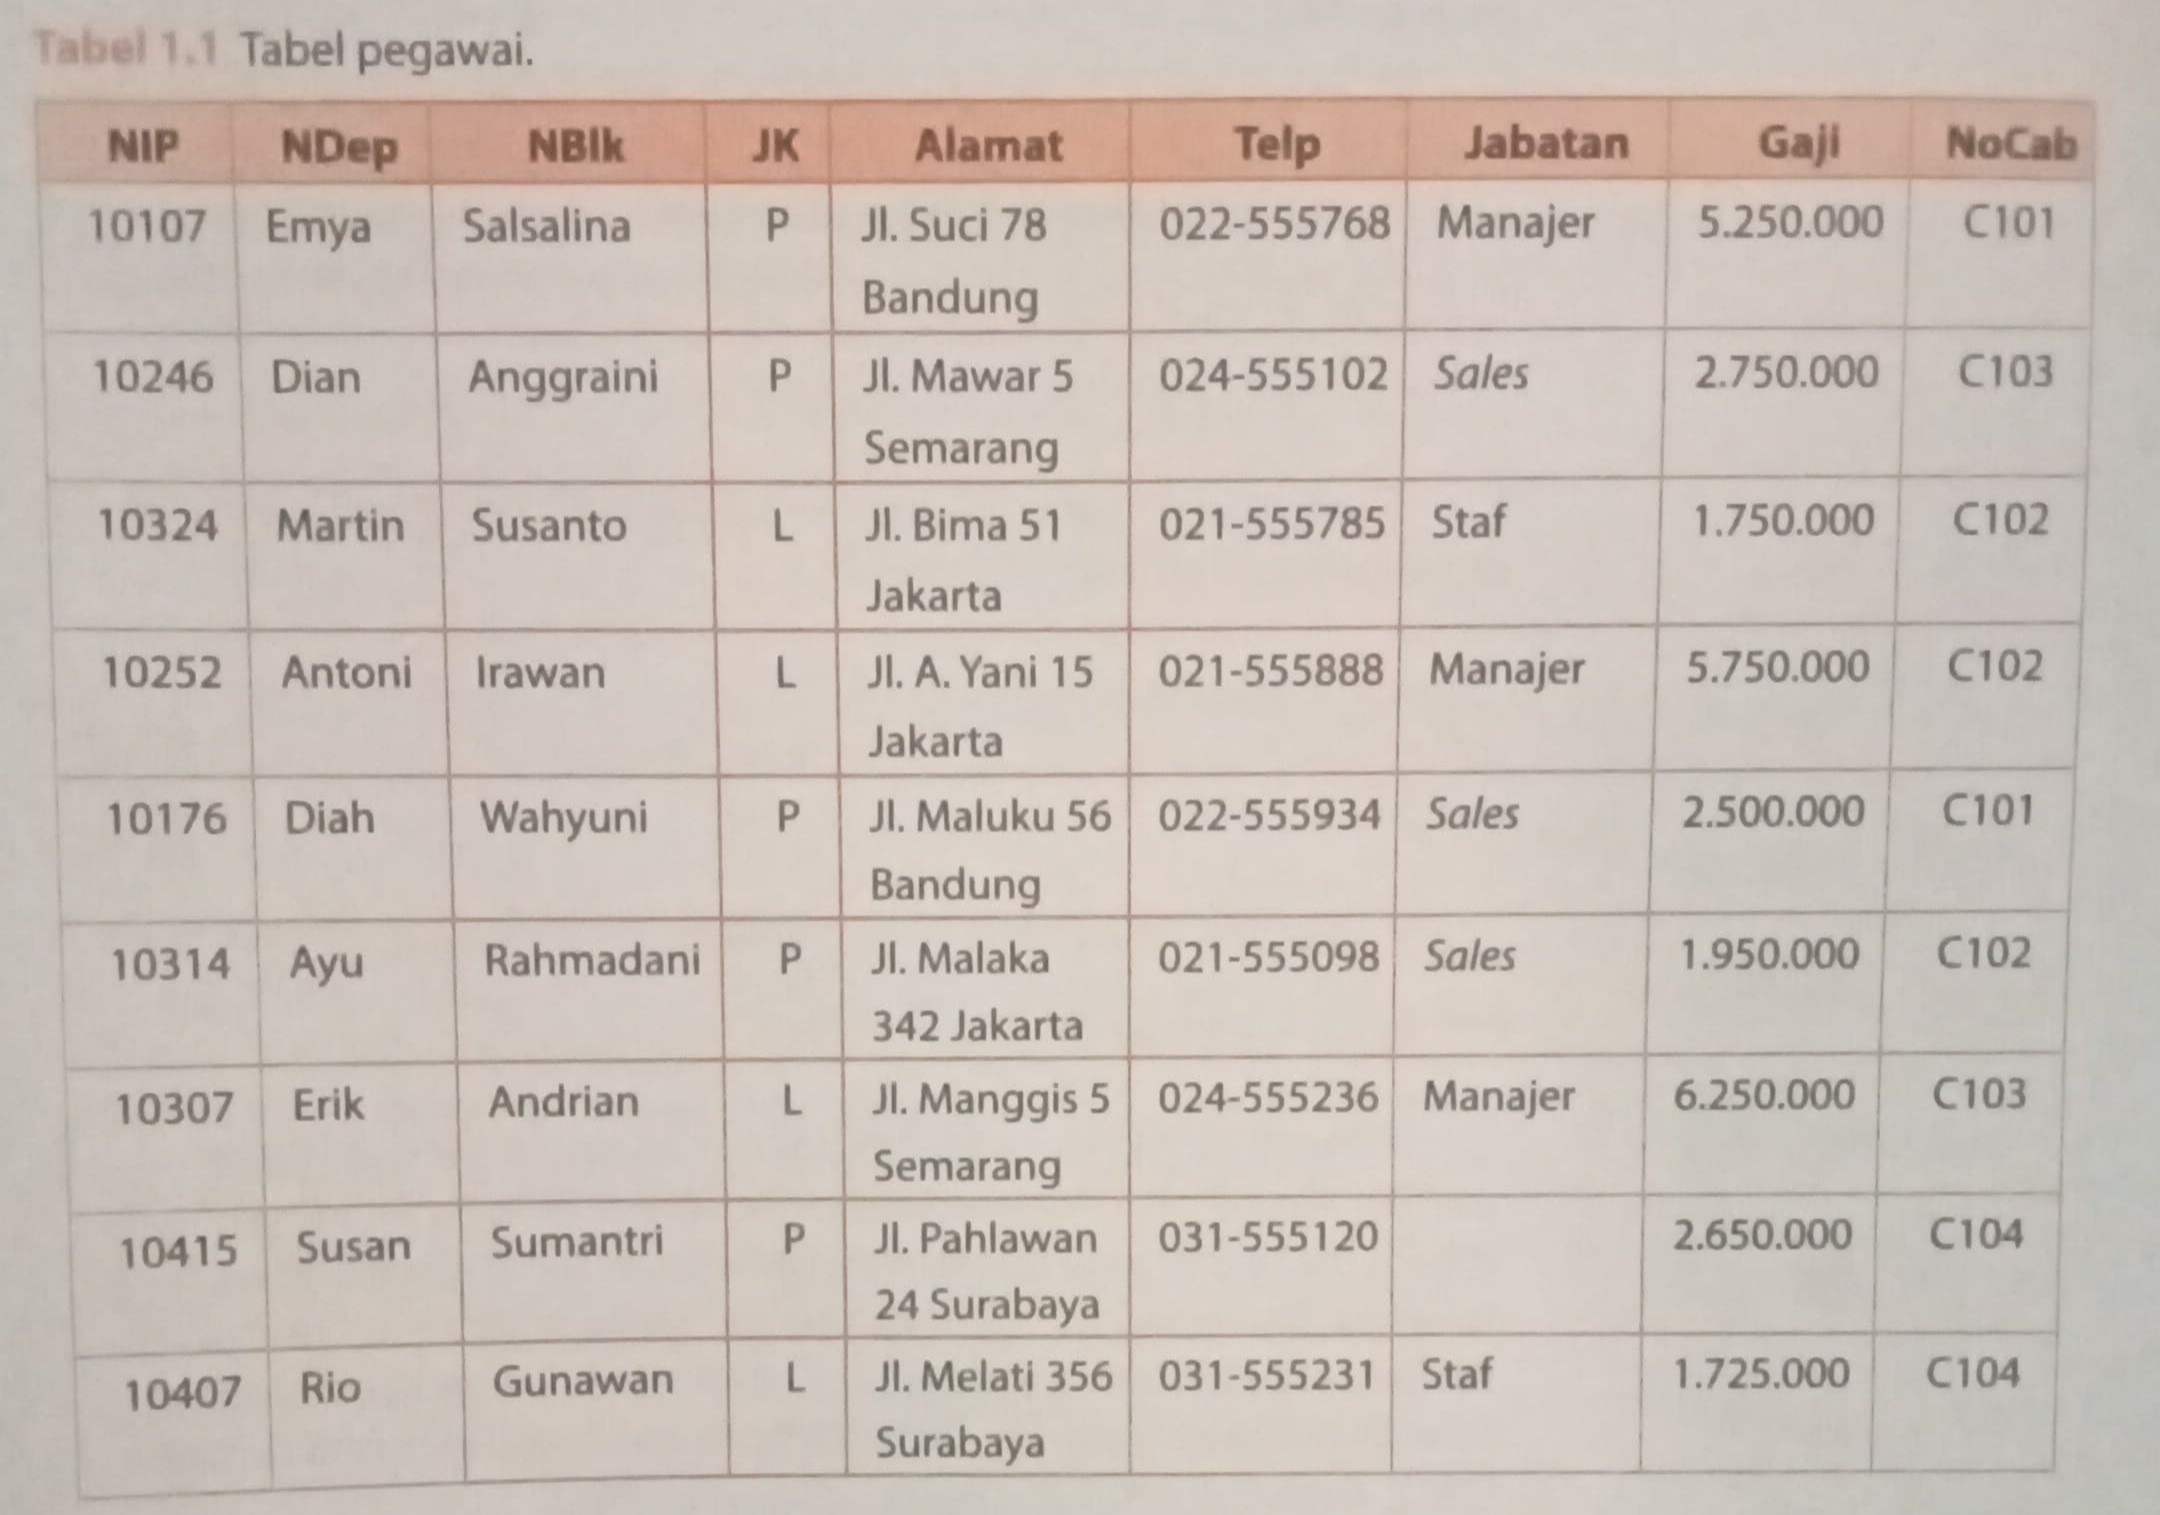 Tabel 1.1 Tabel pegawai.
NIP NDep NBlk JK Alamat Telp Jabatan Gaji NoCab
10107 Emya Salsalina P Jl. Suci 78 022-555768 Manajer 5.250.000 C101
Bandung
10246 Dian Anggraini P Jl. Mawar 5 024-555102 Sales 2.750.000 C103
Semarang
10324 Martin Susanto L Jl. Bima 51 021-555785 Staf 1.750.000 C102
Jakarta
10252 Antoni Irawan L Jl. A. Yani 15 021-555888 Manajer 5.750.000 C102
Jakarta
10176 Diah Wahyuni P Jl. Maluku 56 022-555934 Sales 2.500.000 C101
Bandung
10314 Ayu Rahmadani P Jl. Malaka 021-555098 Sales 1.950.000 C102
342 Jakarta
10307 Erik Andrian L Jl. Manggis 5 024-555236 Manajer 6.250.000 C103
Semarang
10415 Susan Sumantri P Jl. Pahlawan 031-555120 2.650.000 C104
24 Surabaya
10407 Rio Gunawan L Jl. Melati 356 031-555231 Staf 1.725.000 C104
Surabaya